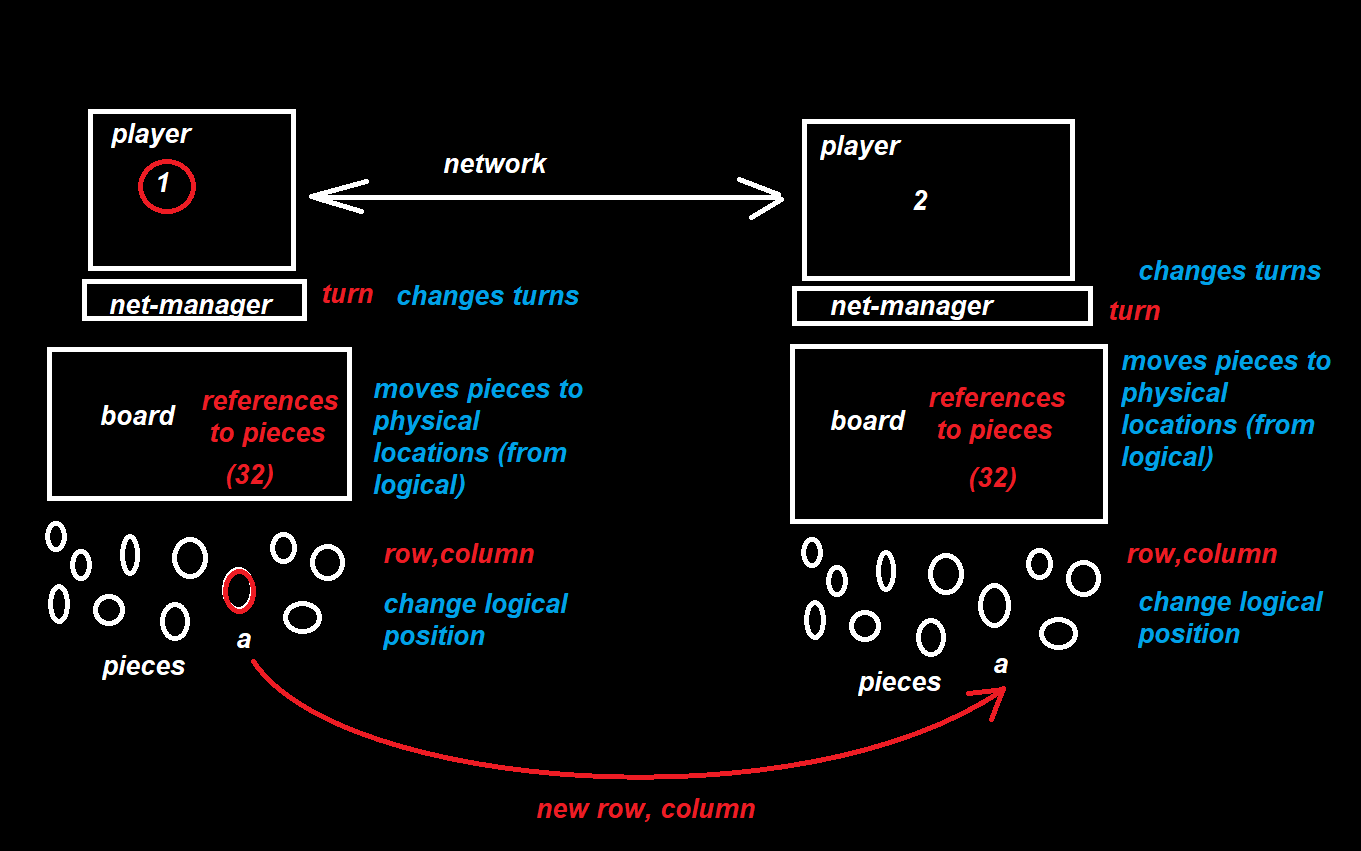 player
1
network
player
2
net-manager
turn
changes turns
changes turns
net-manager
turn
board
references
to pieces
(32)
moves pieces to
physical
locations (from
logical)
board
references
to pieces
(32)
moves pieces to
physical
locations (from
logical)
row,column
change logical
position
a
pieces
row,column
change logical
position
a
pieces
new row, column